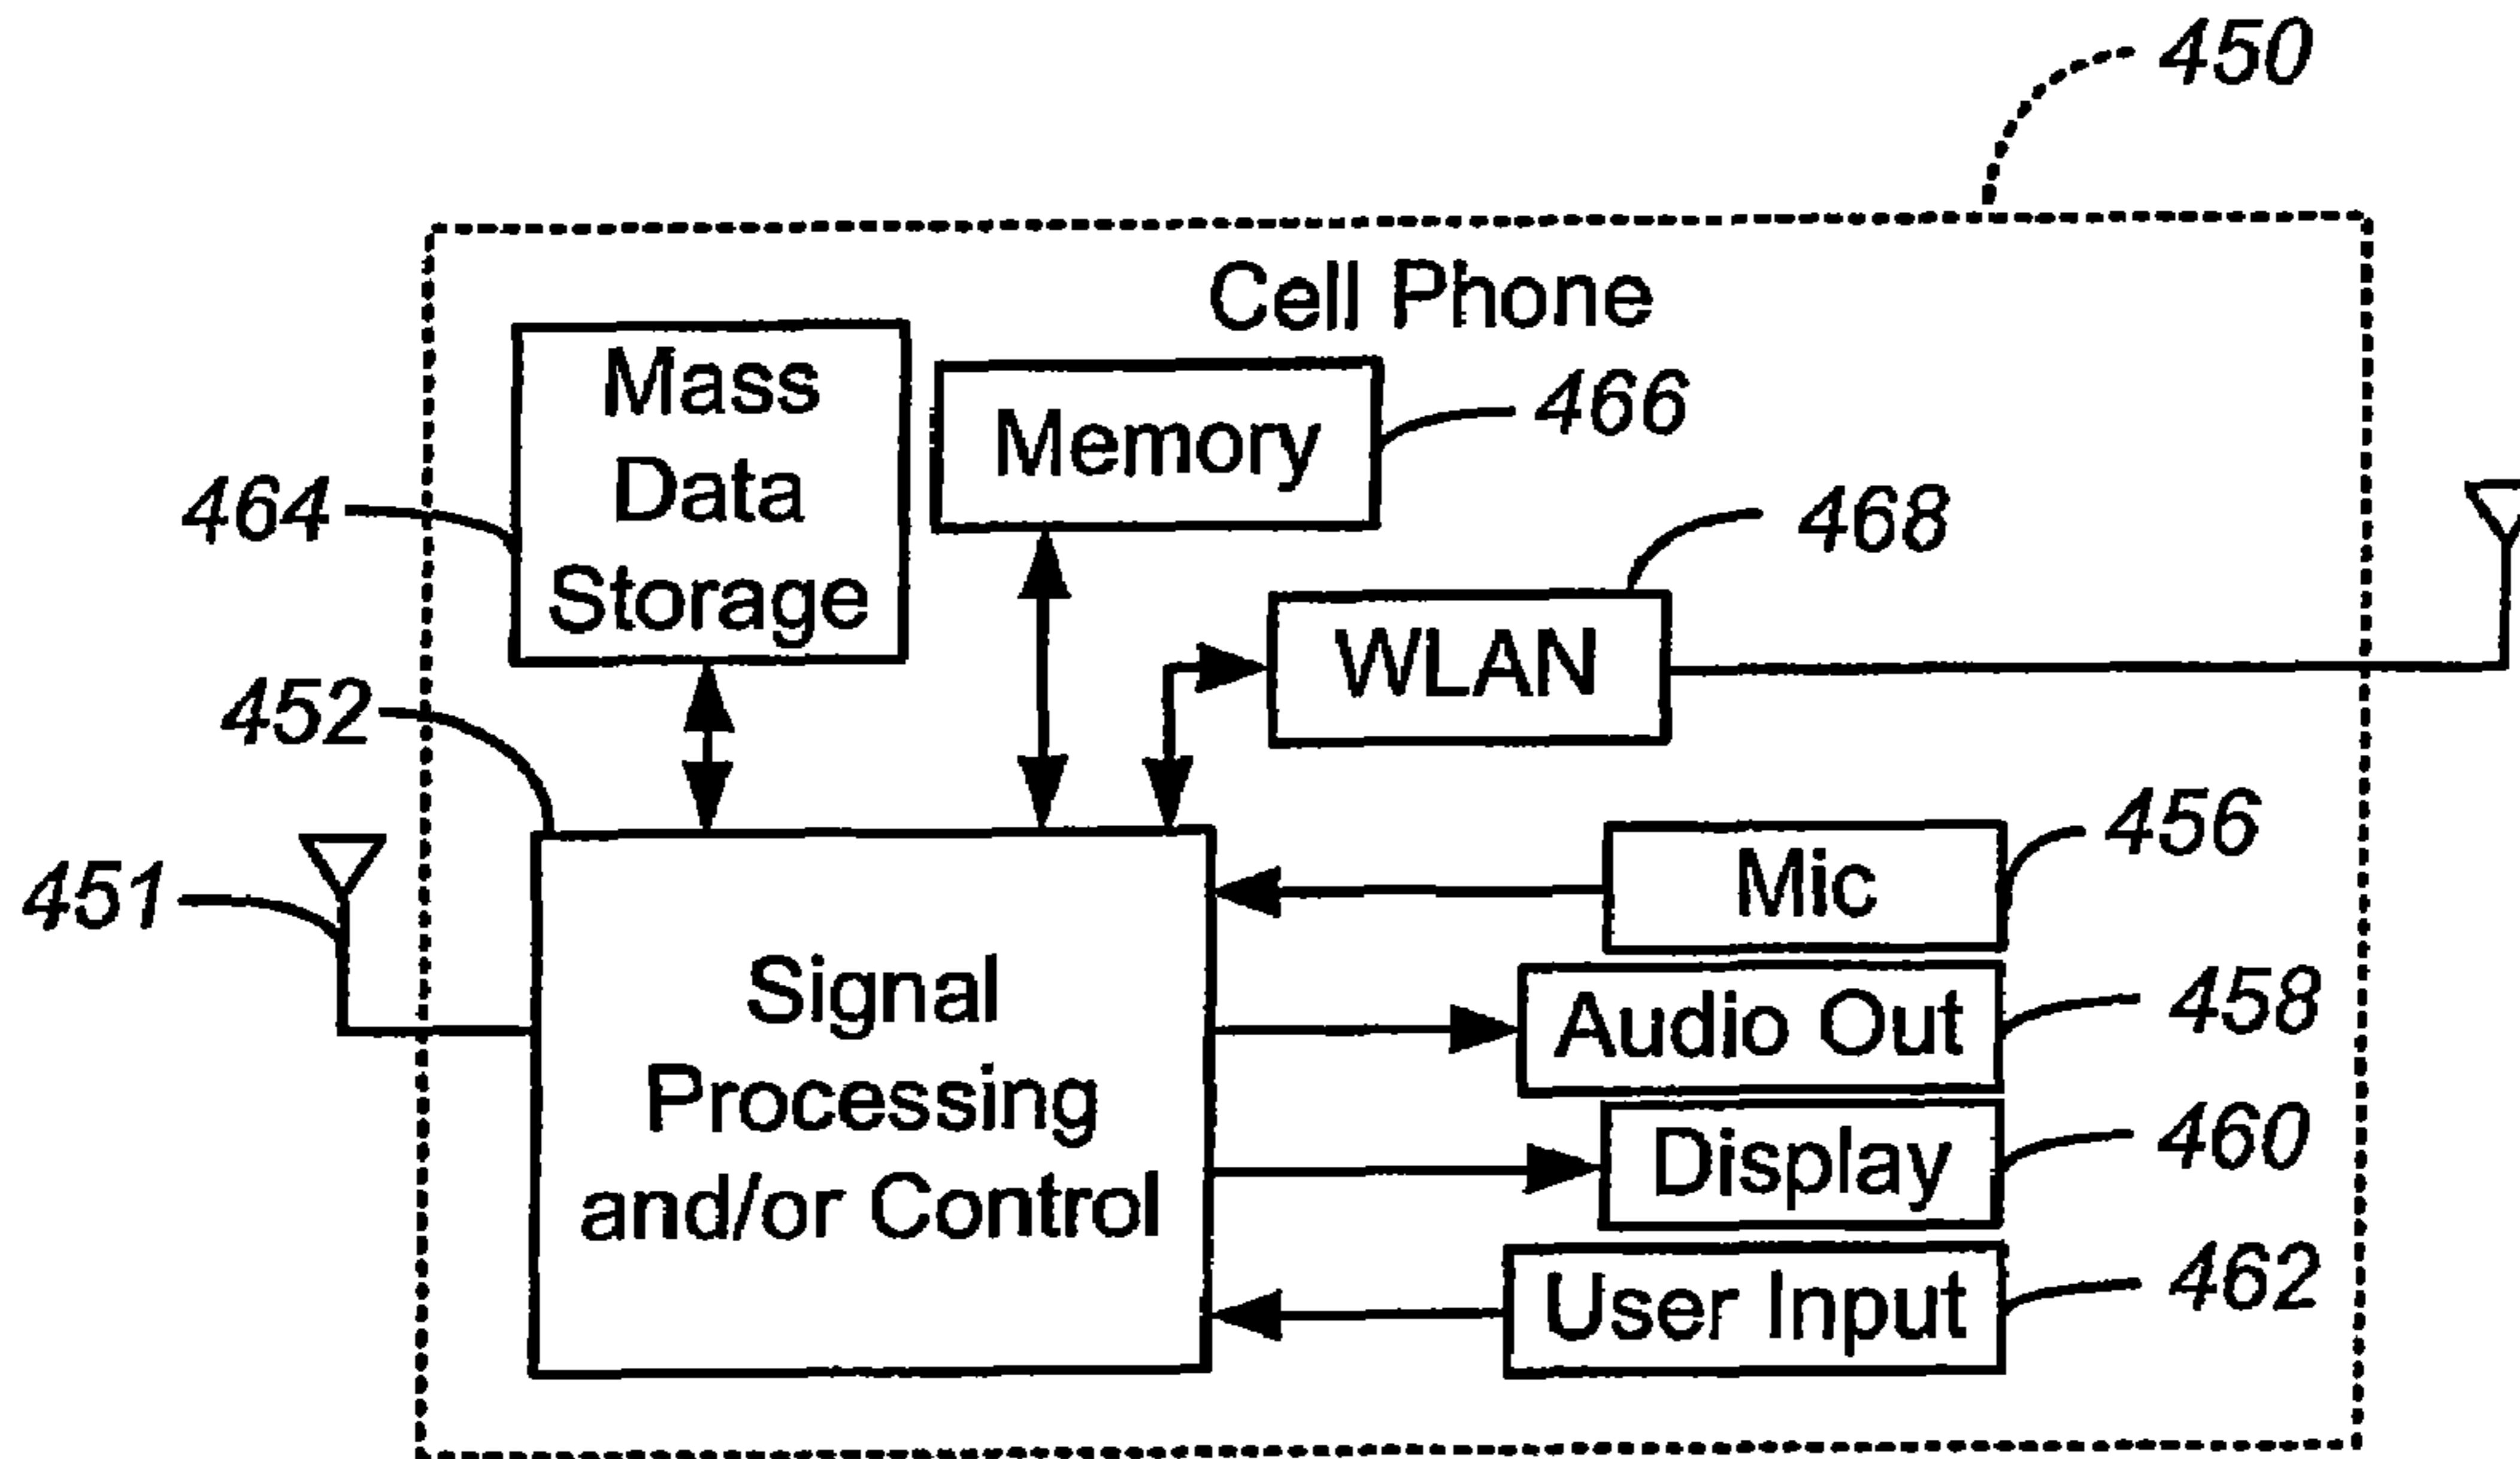 450
Cell Phone
Mass
Data
Storage
Memory
466
464
468
WLAN
452
451
Mic
456
Signal
Processing
and/or Control
Audio Out
458
Display
460
User Input
462